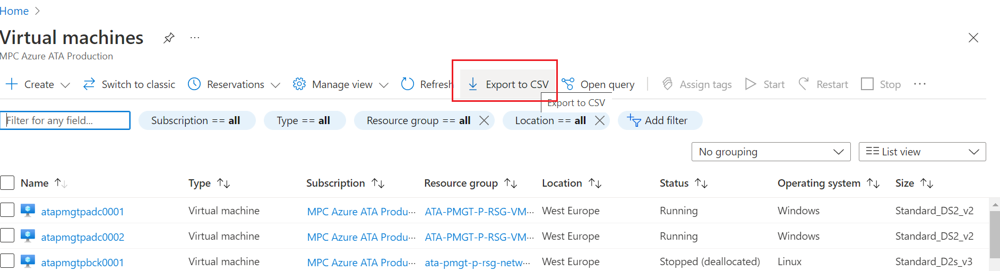 Home
Virtual machines ...
MPC Azure ATA Production
Create Switch to classic Reservations Manage view Refresh Export to CSV Open query Assign tags Start Restart Stop ...
Export to CSV
Filter for any field... Subscription == all Type == all Resource group == all Location == all Add filter
No grouping List view
Name Type Subscription Resource group Location Status Operating system Size
atapmgtpadc0001 Virtual machine MPC Azure ATA Produ... ATA-PMGT-P-RSG-VM... West Europe Running Windows Standard_DS2_v2
atapmgtpadc0002 Virtual machine MPC Azure ATA Produ... ATA-PMGT-P-RSG-VM... West Europe Running Windows Standard_DS2_v2
atapmgtpbck0001 Virtual machine MPC Azure ATA Produ... ata-pmgt-p-rsg-netw... West Europe Stopped (deallocated) Linux Standard_D2s_v3